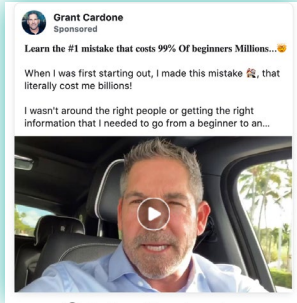 Grant Cardone
Sponsored
Learn the #1 mistake that costs 99% Of beginners Millions...🤯
When I was first starting out, I made this mistake 🤦, that
literally cost me billions!
I wasn't around the right people or getting the right
information that I needed to go from a beginner to an...